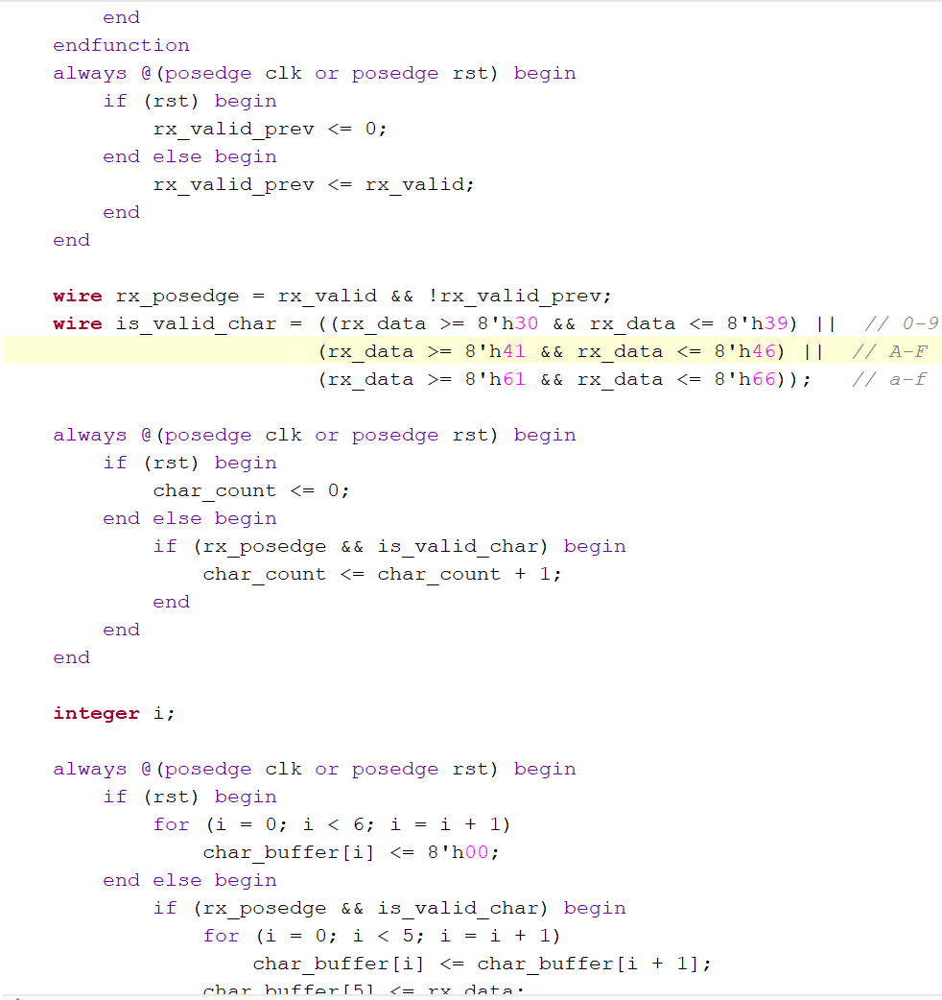 end
    endfunction
    always @(posedge clk or posedge rst) begin
        if (rst) begin
            rx_valid_prev <= 0;
        end else begin
            rx_valid_prev <= rx_valid;
        end
    end

    wire rx_posedge = rx_valid && !rx_valid_prev;
    wire is_valid_char = ((rx_data >= 8'h30 && rx_data <= 8'h39) ||  // 0-9
                         (rx_data >= 8'h41 && rx_data <= 8'h46) ||  // A-F
                         (rx_data >= 8'h61 && rx_data <= 8'h66));   // a-f

    always @(posedge clk or posedge rst) begin
        if (rst) begin
            char_count <= 0;
        end else begin
            if (rx_posedge && is_valid_char) begin
                char_count <= char_count + 1;
            end
        end
    end

    integer i;

    always @(posedge clk or posedge rst) begin
        if (rst) begin
            for (i = 0; i < 6; i = i + 1)
                char_buffer[i] <= 8'h00;
        end else begin
            if (rx_posedge && is_valid_char) begin
                for (i = 0; i < 5; i = i + 1)
                    char_buffer[i] <= char_buffer[i + 1];
                char_buffer[5] <= rx_data;